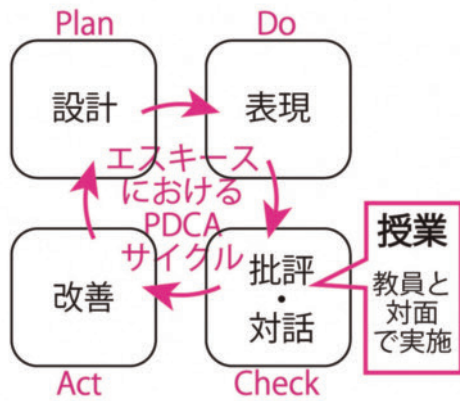 Plan
Do
設計
表現
エスキース
における
PDCA
サイクル
改善
批評
・
対話
授業
教員と
対面
で実施
Act
Check